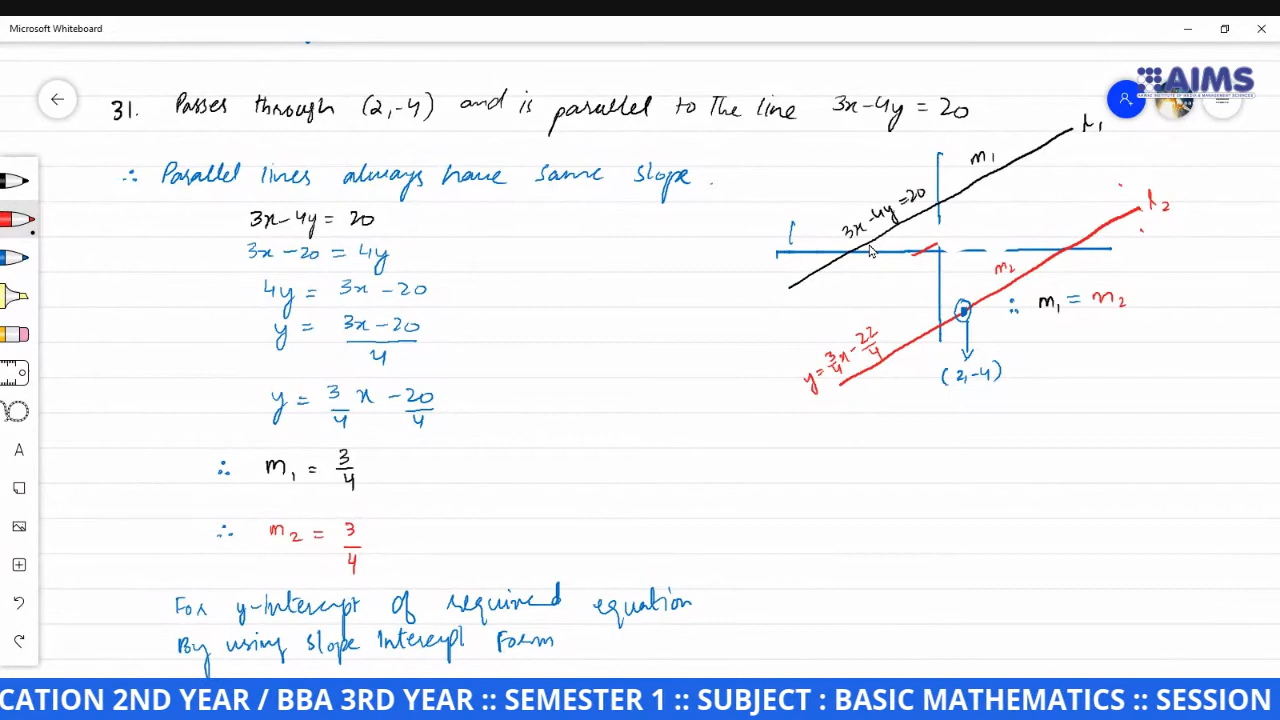 Microsoft Whiteboard
AIMS
31. Passes through (2,-4) and is parallel to The line 3x-4y = 20
∴ Parallel lines always have same slope.
3x-4y = 20
3x-20 = 4y
4y = 3x-20
y = 3x-20/4
y = 3/4 x - 20/4
∴ m1 = 3/4
∴ m2 = 3/4
For y-Intercept of required equation
By using slope Intercept Form
m1
L1
3x-4y=20
L2
m2
∴ m1 = m2
y=3/4x-22/4
(2,-4)
CATION 2ND YEAR / BBA 3RD YEAR :: SEMESTER 1 :: SUBJECT : BASIC MATHEMATICS :: SESSION